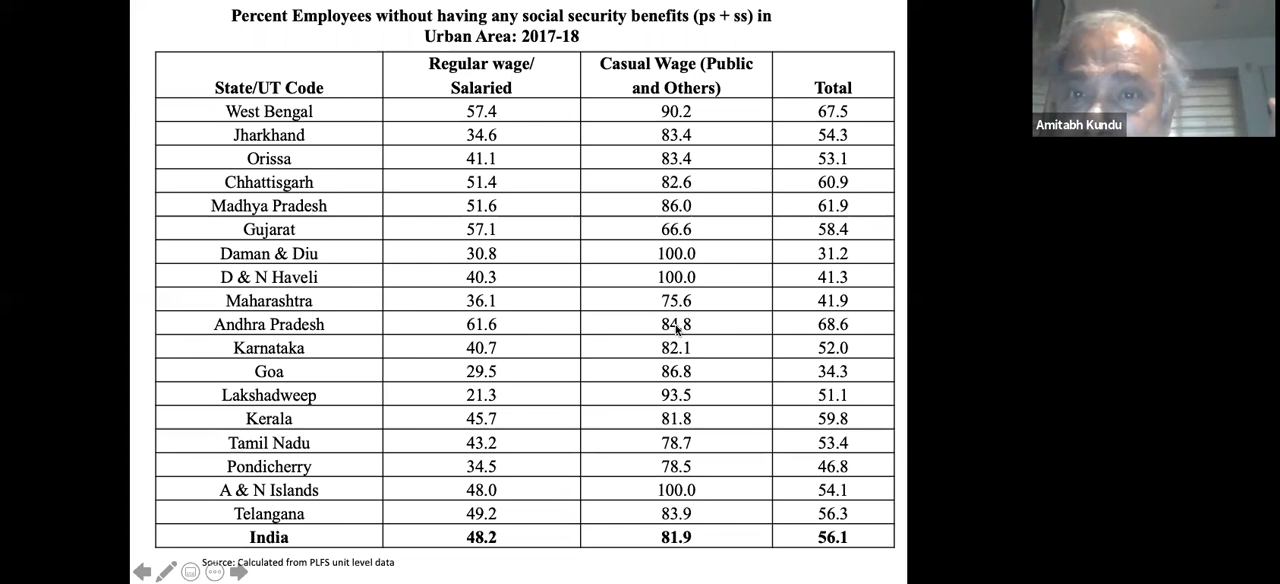 Percent Employees without having any social security benefits (ps + ss) in
Urban Area: 2017-18
State/UT Code Regular wage/ Salaried Casual Wage (Public and Others) Total
West Bengal 57.4 90.2 67.5
Jharkhand 34.6 83.4 54.3
Orissa 41.1 83.4 53.1
Chhattisgarh 51.4 82.6 60.9
Madhya Pradesh 51.6 86.0 61.9
Gujarat 57.1 66.6 58.4
Daman & Diu 30.8 100.0 31.2
D & N Haveli 40.3 100.0 41.3
Maharashtra 36.1 75.6 41.9
Andhra Pradesh 61.6 84.8 68.6
Karnataka 40.7 82.1 52.0
Goa 29.5 86.8 34.3
Lakshadweep 21.3 93.5 51.1
Kerala 45.7 81.8 59.8
Tamil Nadu 43.2 78.7 53.4
Pondicherry 34.5 78.5 46.8
A & N Islands 48.0 100.0 54.1
Telangana 49.2 83.9 56.3
India 48.2 81.9 56.1
Source: Calculated from PLFS unit level data
Amitabh Kundu